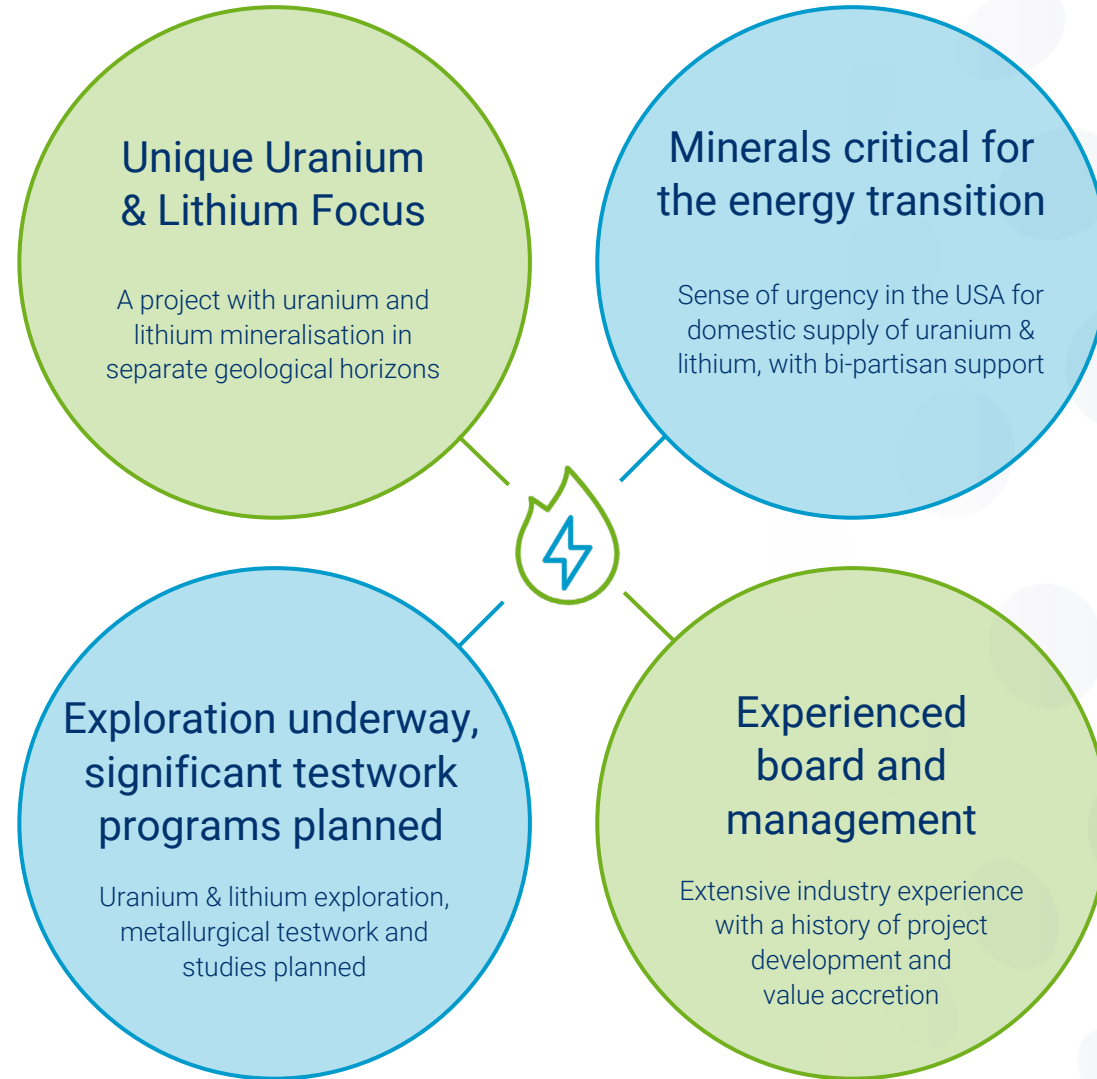 Unique Uranium
& Lithium Focus
A project with uranium and
lithium mineralisation in
separate geological horizons
Minerals critical for
the energy transition
Sense of urgency in the USA for
domestic supply of uranium &
lithium, with bi-partisan support
Exploration underway,
significant testwork
programs planned
Uranium & lithium exploration,
metallurgical testwork and
studies planned
Experienced
board and
management
Extensive industry experience
with a history of project
development and
value accretion